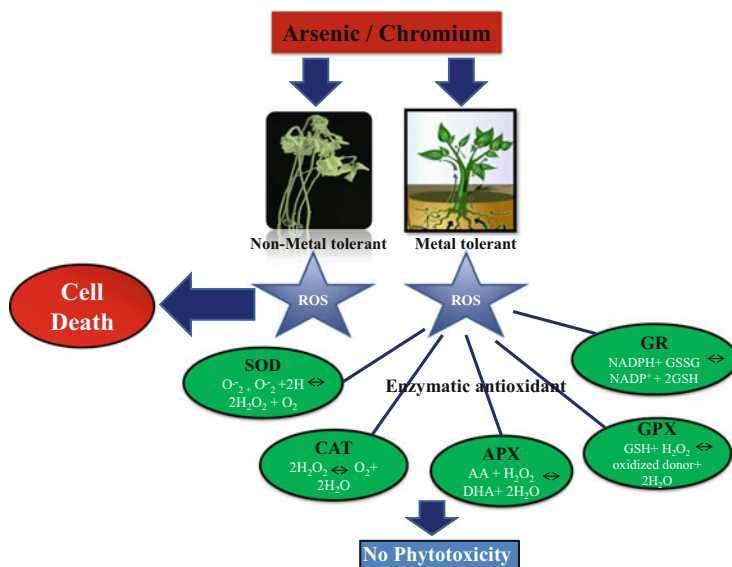 Arsenic / Chromium
Non-Metal tolerant
Metal tolerant
ROS
ROS
Cell
Death
SOD
O⁻·₂ ₊ O⁻·₂ +2H ⇔
2H₂O₂ + O₂
Enzymatic antioxidant
GR
NADPH+ GSSG ⇔
NADP⁺ + 2GSH
CAT
2H₂O₂ ⇔ O₂+
2H₂O
APX
AA + H₂O₂ ⇔
DHA+ 2H₂O
GPX
GSH+ H₂O₂ ⇔
oxidized donor+
2H₂O
No Phytotoxicity